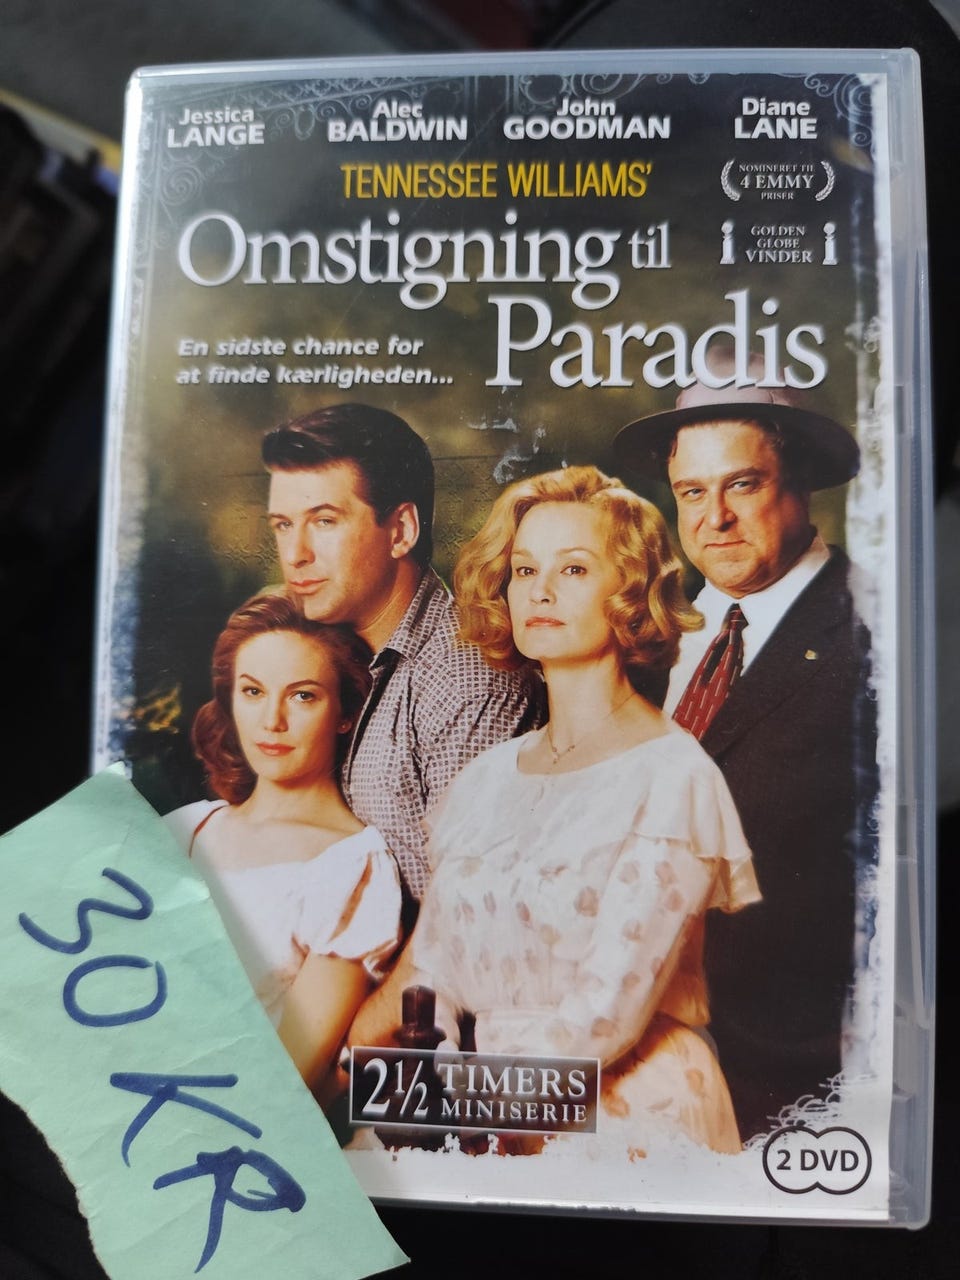 Jessica LANGE
Alec BALDWIN
John GOODMAN
Diane LANE
TENNESSEE WILLIAMS'
NOMINERET TIL
4 EMMY
PRISER
GOLDEN
GLOBE
VINDER
Omstigning til
Paradis
En sidste chance for
at finde kærligheden...
2½ TIMERS
MINISERIE
2 DVD
30 KR